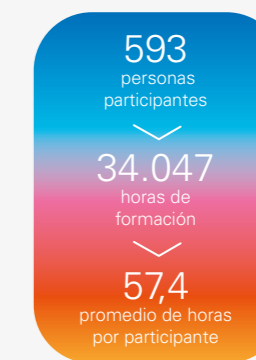 593
personas
participantes
34.047
horas de
formación
57,4
promedio de horas
por participante